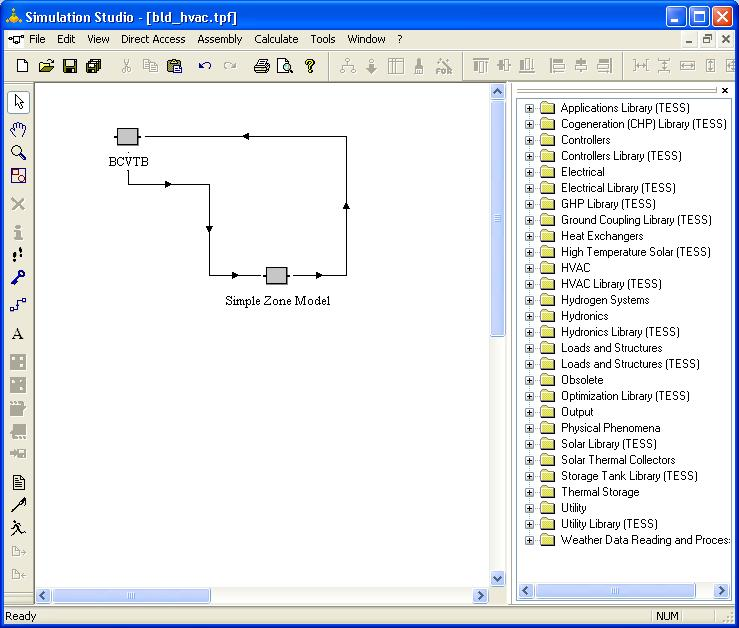 Simulation Studio - [bld_hvac.tpf]
File Edit View Direct Access Assembly Calculate Tools Window ?
FOR
BCVTB
Simple Zone Model
A
Applications Library (TESS)
Cogeneration (CHP) Library (TESS)
Controllers
Controllers Library (TESS)
Electrical
Electrical Library (TESS)
GHP Library (TESS)
Ground Coupling Library (TESS)
Heat Exchangers
High Temperature Solar (TESS)
HVAC
HVAC Library (TESS)
Hydrogen Systems
Hydronics
Hydronics Library (TESS)
Loads and Structures
Loads and Structures (TESS)
Obsolete
Optimization Library (TESS)
Output
Physical Phenomena
Solar Library (TESS)
Solar Thermal Collectors
Storage Tank Library (TESS)
Thermal Storage
Utility
Utility Library (TESS)
Weather Data Reading and Proces
Ready NUM